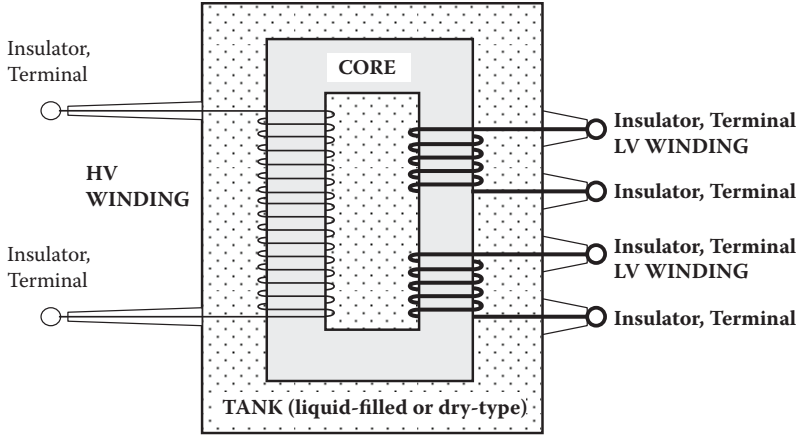 Insulator,
Terminal
CORE
HV
WINDING
Insulator,
Terminal
Insulator, Terminal
LV WINDING
Insulator, Terminal
Insulator, Terminal
LV WINDING
Insulator, Terminal
TANK (liquid-filled or dry-type)